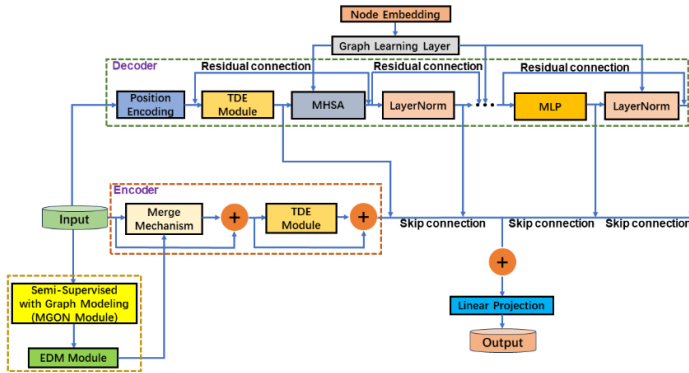 Node Embedding
Graph Learning Layer
Decoder
Residual connection
Residual connection
Residual connection
Position
Encoding
TDE
Module
MHSA
LayerNorm
MLP
LayerNorm
Encoder
Input
Merge
Mechanism
+
TDE
Module
+
Skip connection
Skip connection
Skip connection
+
Semi-Supervised
with Graph Modeling
(MGON Module)
Linear Projection
EDM Module
Output